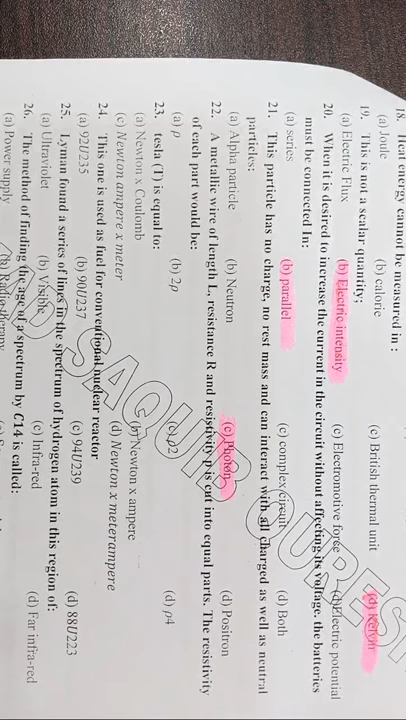 18. Heat energy cannot be measured in :
(a) Joule (b) calorie (c) British thermal unit (d) Kelvin
19. This is not a scalar quantity;
(a) Electric Flux (b) Electric intensity (c) Electromotive force (d) Electric potential
20. When it is desired to increase the current in the circuit without affecting its voltage. the batteries
must be connected In:
(a) series (b) parallel (c) complex circuit (d) Both
21. This particle has no charge, no rest mass and can interact with all charged as well as neutral
particles:
(a) Alpha particle (b) Neutron (c) Photon (d) Positron
22. A metallic wire of length L, resistance R and resistivity p is cut into equal parts. The resistivity
of each part would be:
(a) ρ (b) 2ρ (c) ρ2 (d) ρ4
23. tesla (T) is equal to:
(a) Newton x Coulomb (b) Newton x ampere
(c) Newton ampere x meter (d) Newton x meterampere
24. This one is used as fuel for conventional nuclear reactor
(a) 92U235 (b) 90U237 (c) 94U239 (d) 88U223
25. Lyman found a series of lines in the spectrum of hydrogen atom in this region of:
(a) Ultraviolet (b) Visible (c) Infra-red (d) Far infra-red
26. The method of finding the age of a spectrum by C14 is called:
(a) Power supply (b) Radiotherapy
SAQUIB QURESHI